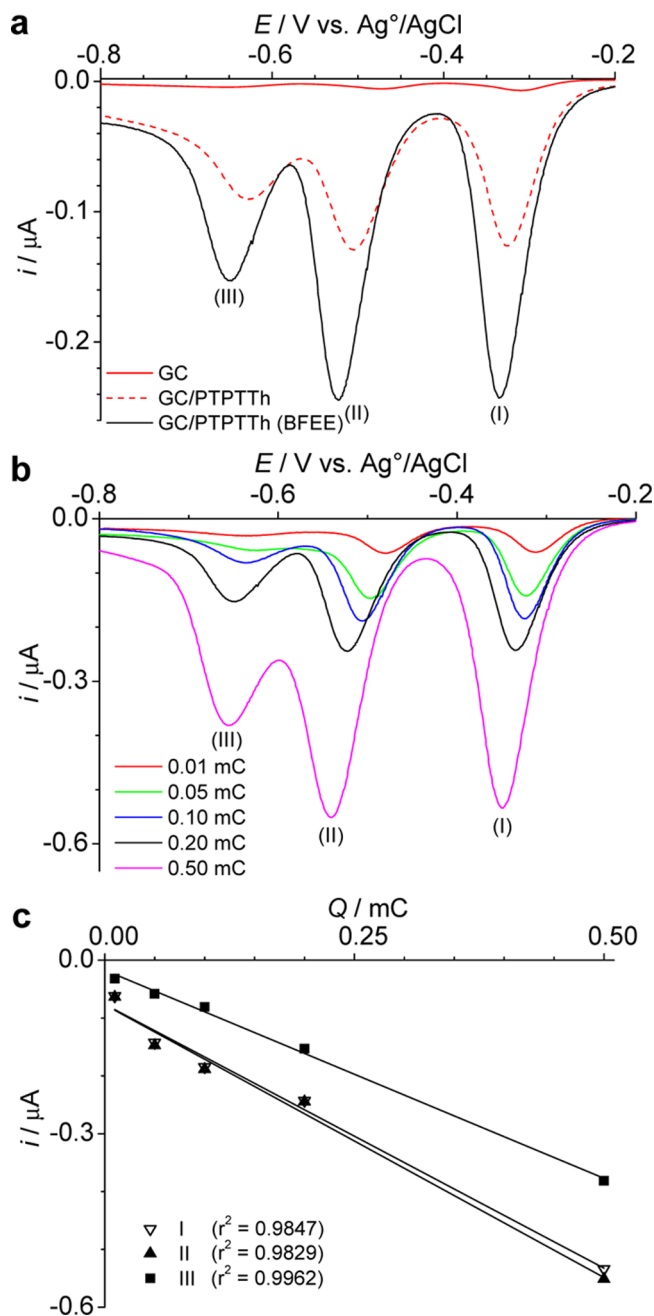 a
E / V vs. Ag°/AgCl
-0.8 -0.6 -0.4 -0.2
0.0
-0.1
-0.2
i / μA
(III)
(II)
(I)
GC
GC/PTPTTh
GC/PTPTTh (BFEE)
b
E / V vs. Ag°/AgCl
-0.8 -0.6 -0.4 -0.2
0.0
-0.3
-0.6
i / μA
(III)
(II)
(I)
0.01 mC
0.05 mC
0.10 mC
0.20 mC
0.50 mC
c
Q / mC
0.00 0.25 0.50
0.0
-0.3
-0.6
i / μA
I (r² = 0.9847)
II (r² = 0.9829)
III (r² = 0.9962)